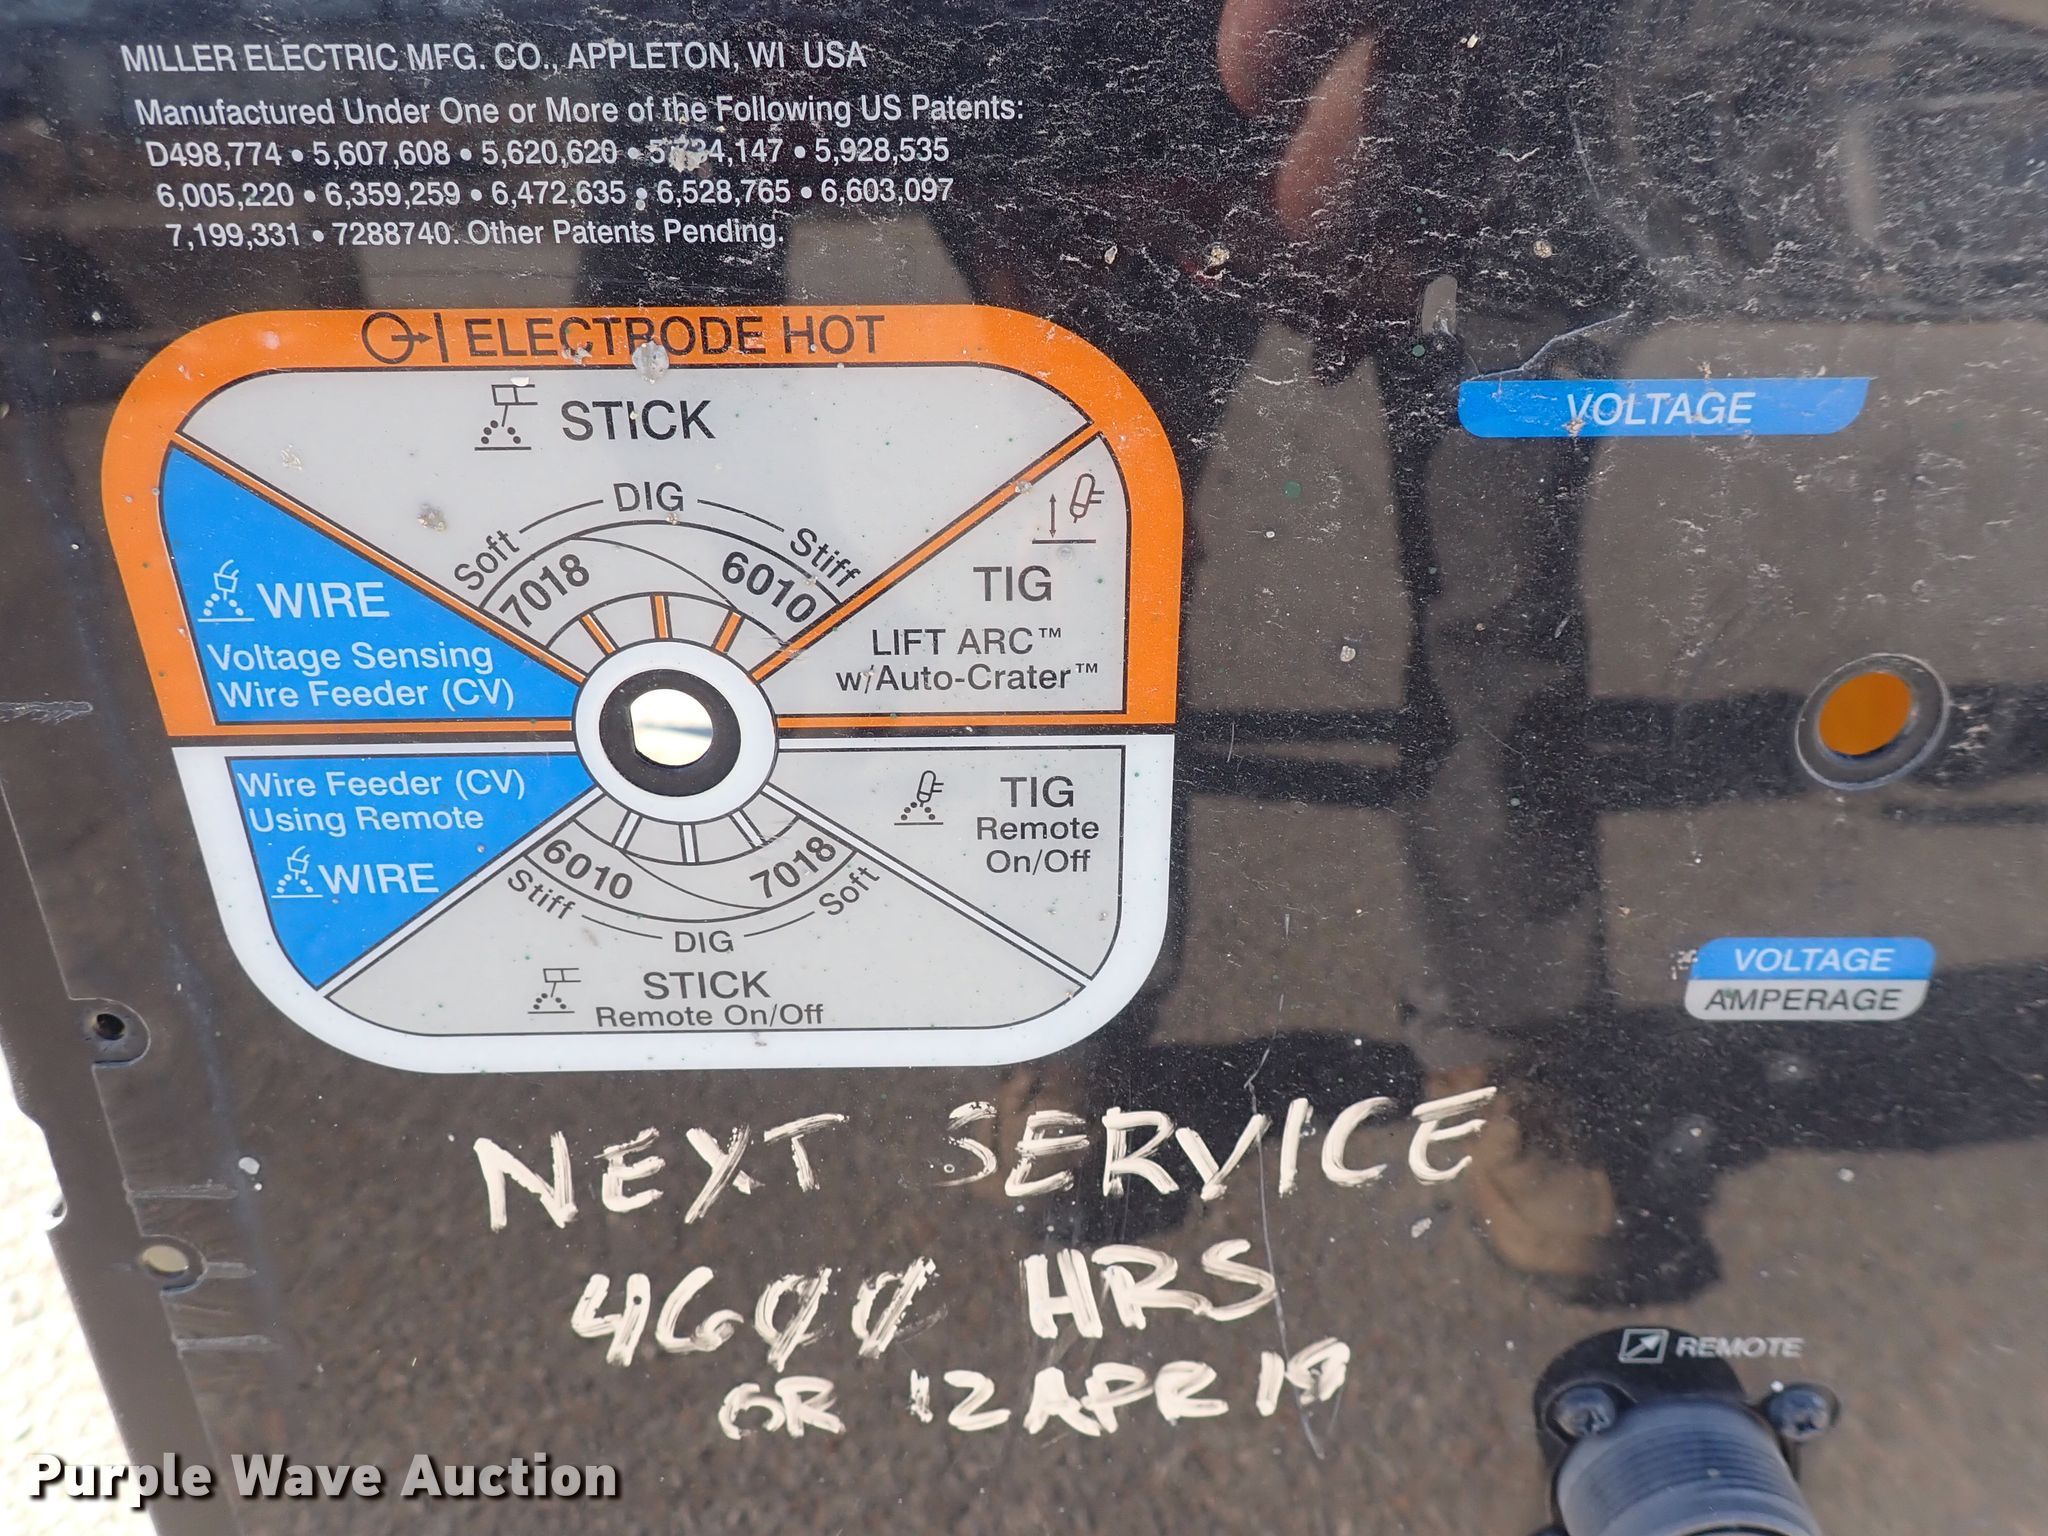 MILLER ELECTRIC MFG. CO., APPLETON, WI USA
Manufactured Under One or More of the Following US Patents:
D498,774 • 5,607,608 • 5,620,620 • 4,147 • 5,928,535
6,005,220 • 6,359,259 • 6,472,635 • 6,528,765 • 6,603,097
7,199,331 • 7288740. Other Patents Pending.
ELECTRODE HOT
STICK
DIG
Soft
Stiff
7018
6010
WIRE
Voltage Sensing
Wire Feeder (CV)
TIG
LIFT ARC™
w/Auto-Crater™
Wire Feeder (CV)
Using Remote
WIRE
TIG
Remote
On/Off
6010
7018
Stiff
Soft
DIG
STICK
Remote On/Off
VOLTAGE
VOLTAGE
AMPERAGE
NEXT SERVICE
4600 HRS
OR 12 APR 19
REMOTE
Purple Wave Auction